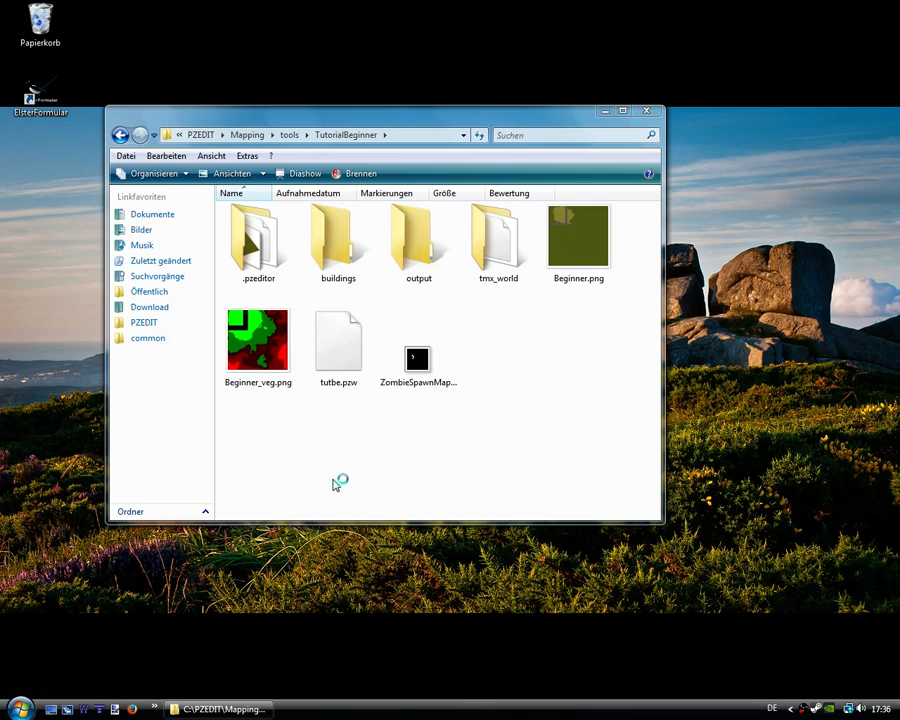 Papierkorb
ElsterFormular
« PZEDIT Mapping tools TutorialBeginner
Suchen
Datei Bearbeiten Ansicht Extras ?
Organisieren Ansichten Diashow Brennen
Linkfavoriten
Dokumente
Bilder
Musik
Zuletzt geändert
Suchvorgänge
Öffentlich
Download
PZEDIT
common
Ordner
Name Aufnahmedatum Markierungen Größe Bewertung
.pzeditor buildings output tmx_world Beginner.png
Beginner_veg.png tutbe.pzw ZombieSpawnMap...
C:\PZEDIT\Mapping...
DE
17:36